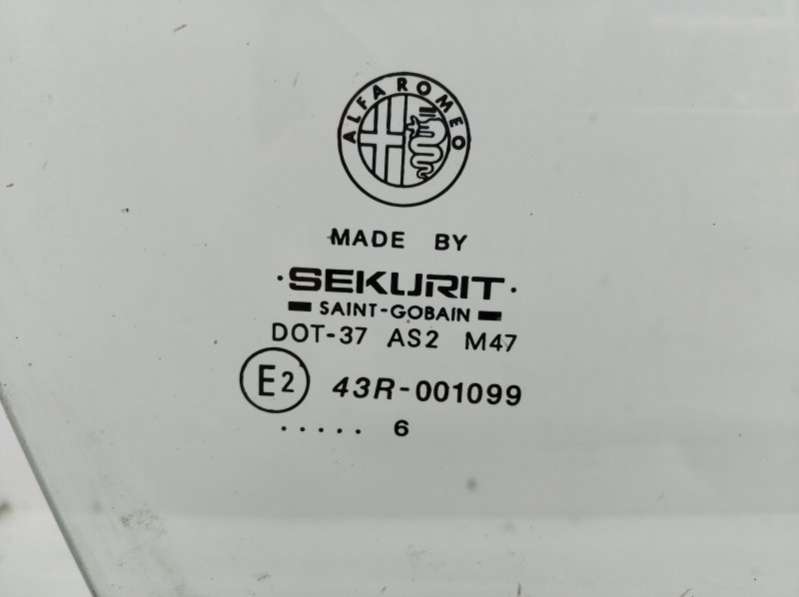 ALFA ROMEO
MADE BY
·SEKURIT·
SAINT-GOBAIN
DOT-37 AS2 M47
E2 43R-001099
..... 6